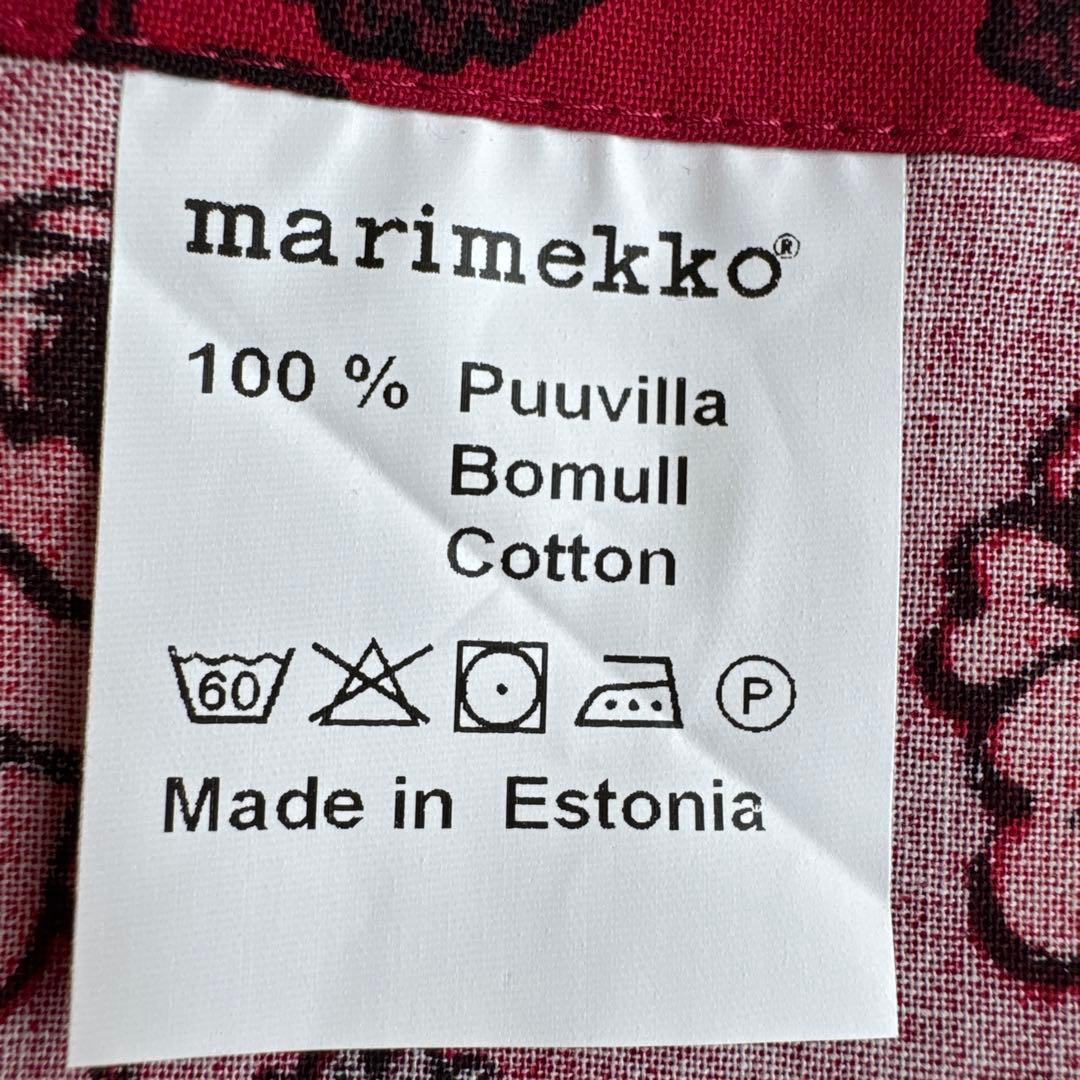 marimekko®
100 % Puuvilla
Bomull
Cotton
60 P
Made in Estonia